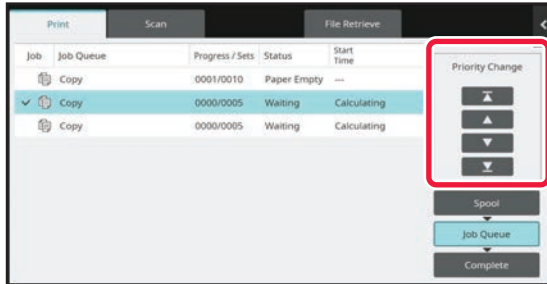 Print Scan File Retrieve
Job Job Queue Progress / Sets Status Start Time
Copy 0001/0010 Paper Empty ---
Copy 0000/0005 Waiting Calculating
Copy 0000/0005 Waiting Calculating
Priority Change
Spool
Job Queue
Complete